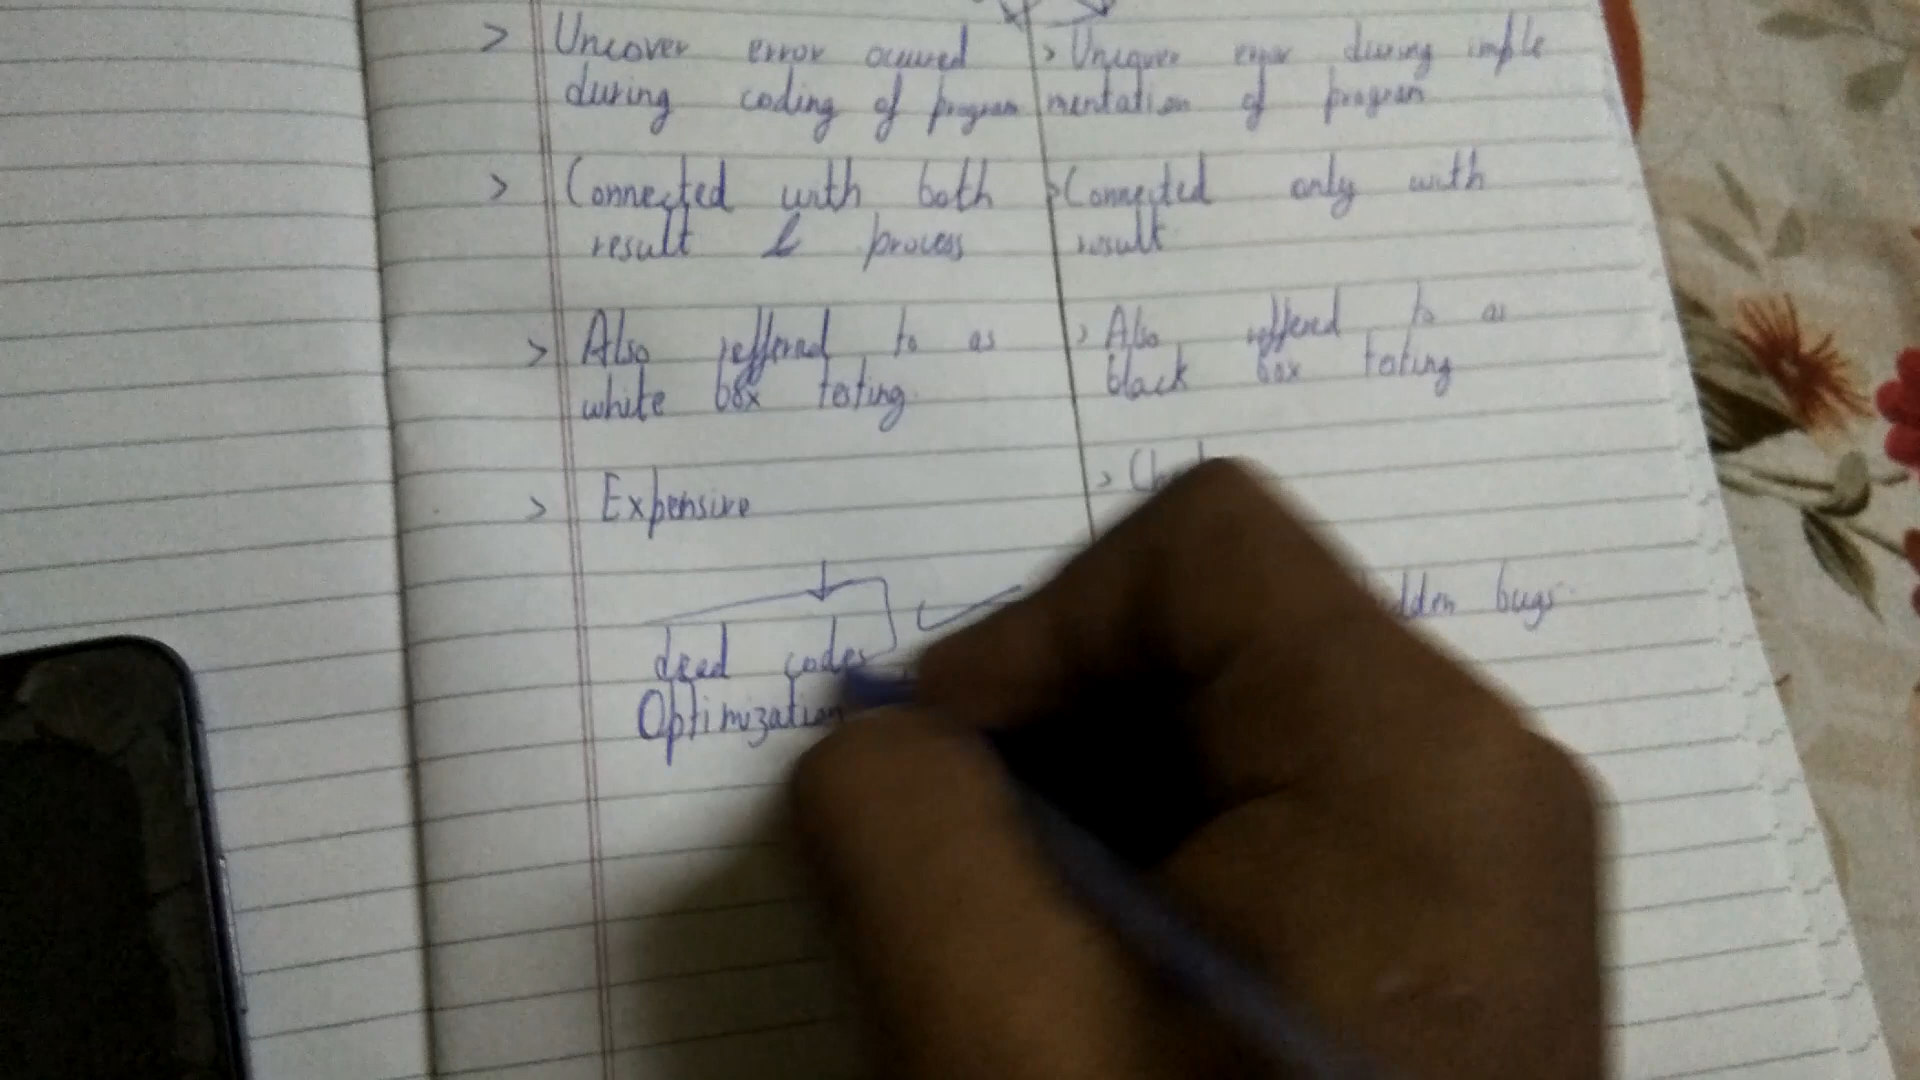 > Uncover error ocuured
during coding of program
> Connected with both
result & process
> Also reffered to as
white box testing
> Expensive
> Uncover error during imple
mentation of program
> Connected only with
result
> Also reffered to as
black box testing
>
bugs
dead codes
Optimization